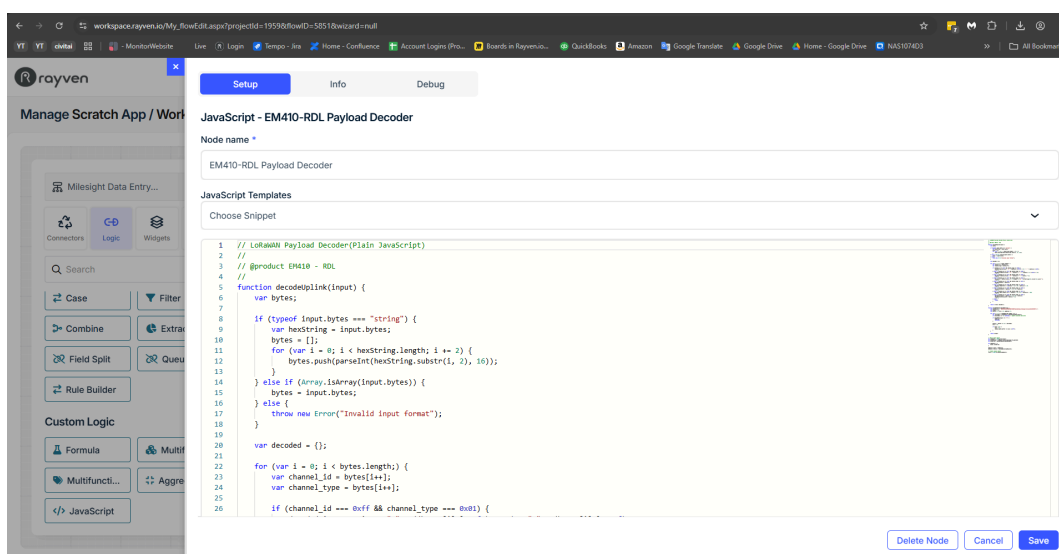 workspace.rayven.io/My_flowEdit.aspx?projectId=1959&flowID=5851&wizard=null
YT YT civitai - MonitorWebsite Live Login Tempo - Jira Home - Confluence Account Logins (Pro... Boards in Rayven.io... QuickBooks Amazon Google Translate Google Drive Home - Google Drive NAS1074D3 » All Bookmar
rayven
×
Setup Info Debug
Manage Scratch App / Work
JavaScript - EM410-RDL Payload Decoder
Node name *
EM410-RDL Payload Decoder
Milesight Data Entry...
JavaScript Templates
Choose Snippet
Connectors Logic Widgets
Search
Case Filter
Combine Extrac
Field Split Queu
Rule Builder
Custom Logic
Formula Multif
Multifuncti... Aggre
</> JavaScript
1 // LoRaWAN Payload Decoder(Plain JavaScript)
2 //
3 // @product EM410 - RDL
4 //
5 function decodeUplink(input) {
6 var bytes;
7
8 if (typeof input.bytes === "string") {
9 var hexString = input.bytes;
10 bytes = [];
11 for (var i = 0; i < hexString.length; i += 2) {
12 bytes.push(parseInt(hexString.substr(i, 2), 16));
13 }
14 } else if (Array.isArray(input.bytes)) {
15 bytes = input.bytes;
16 } else {
17 throw new Error("Invalid input format");
18 }
19
20 var decoded = {};
21
22 for (var i = 0; i < bytes.length;) {
23 var channel_id = bytes[i++];
24 var channel_type = bytes[i++];
25
26 if (channel_id === 0xff && channel_type === 0x01) {
Delete Node Cancel Save